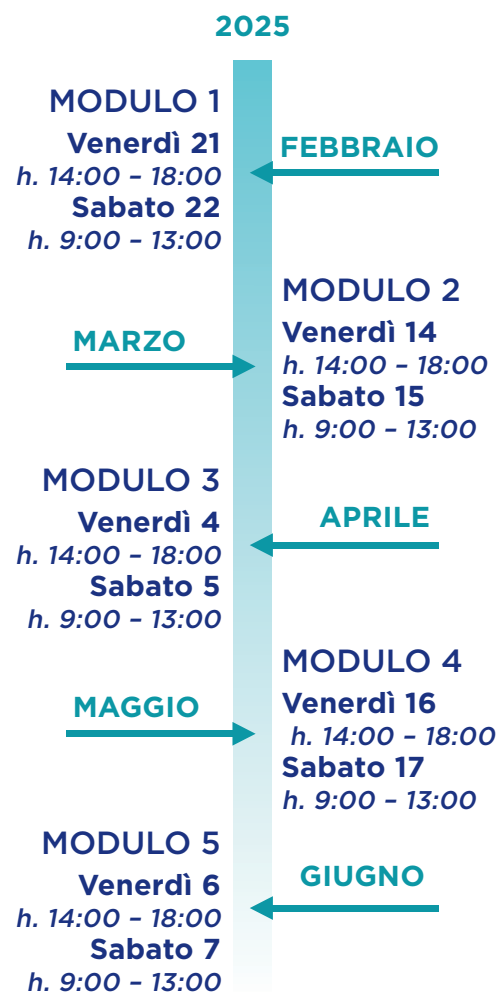 2025
MODULO 1
Venerdì 21
h. 14:00 – 18:00
Sabato 22
h. 9:00 – 13:00
FEBBRAIO
MODULO 2
Venerdì 14
h. 14:00 – 18:00
Sabato 15
h. 9:00 – 13:00
MARZO
MODULO 3
Venerdì 4
h. 14:00 – 18:00
Sabato 5
h. 9:00 – 13:00
APRILE
MODULO 4
Venerdì 16
h. 14:00 – 18:00
Sabato 17
h. 9:00 – 13:00
MAGGIO
MODULO 5
Venerdì 6
h. 14:00 – 18:00
Sabato 7
h. 9:00 – 13:00
GIUGNO